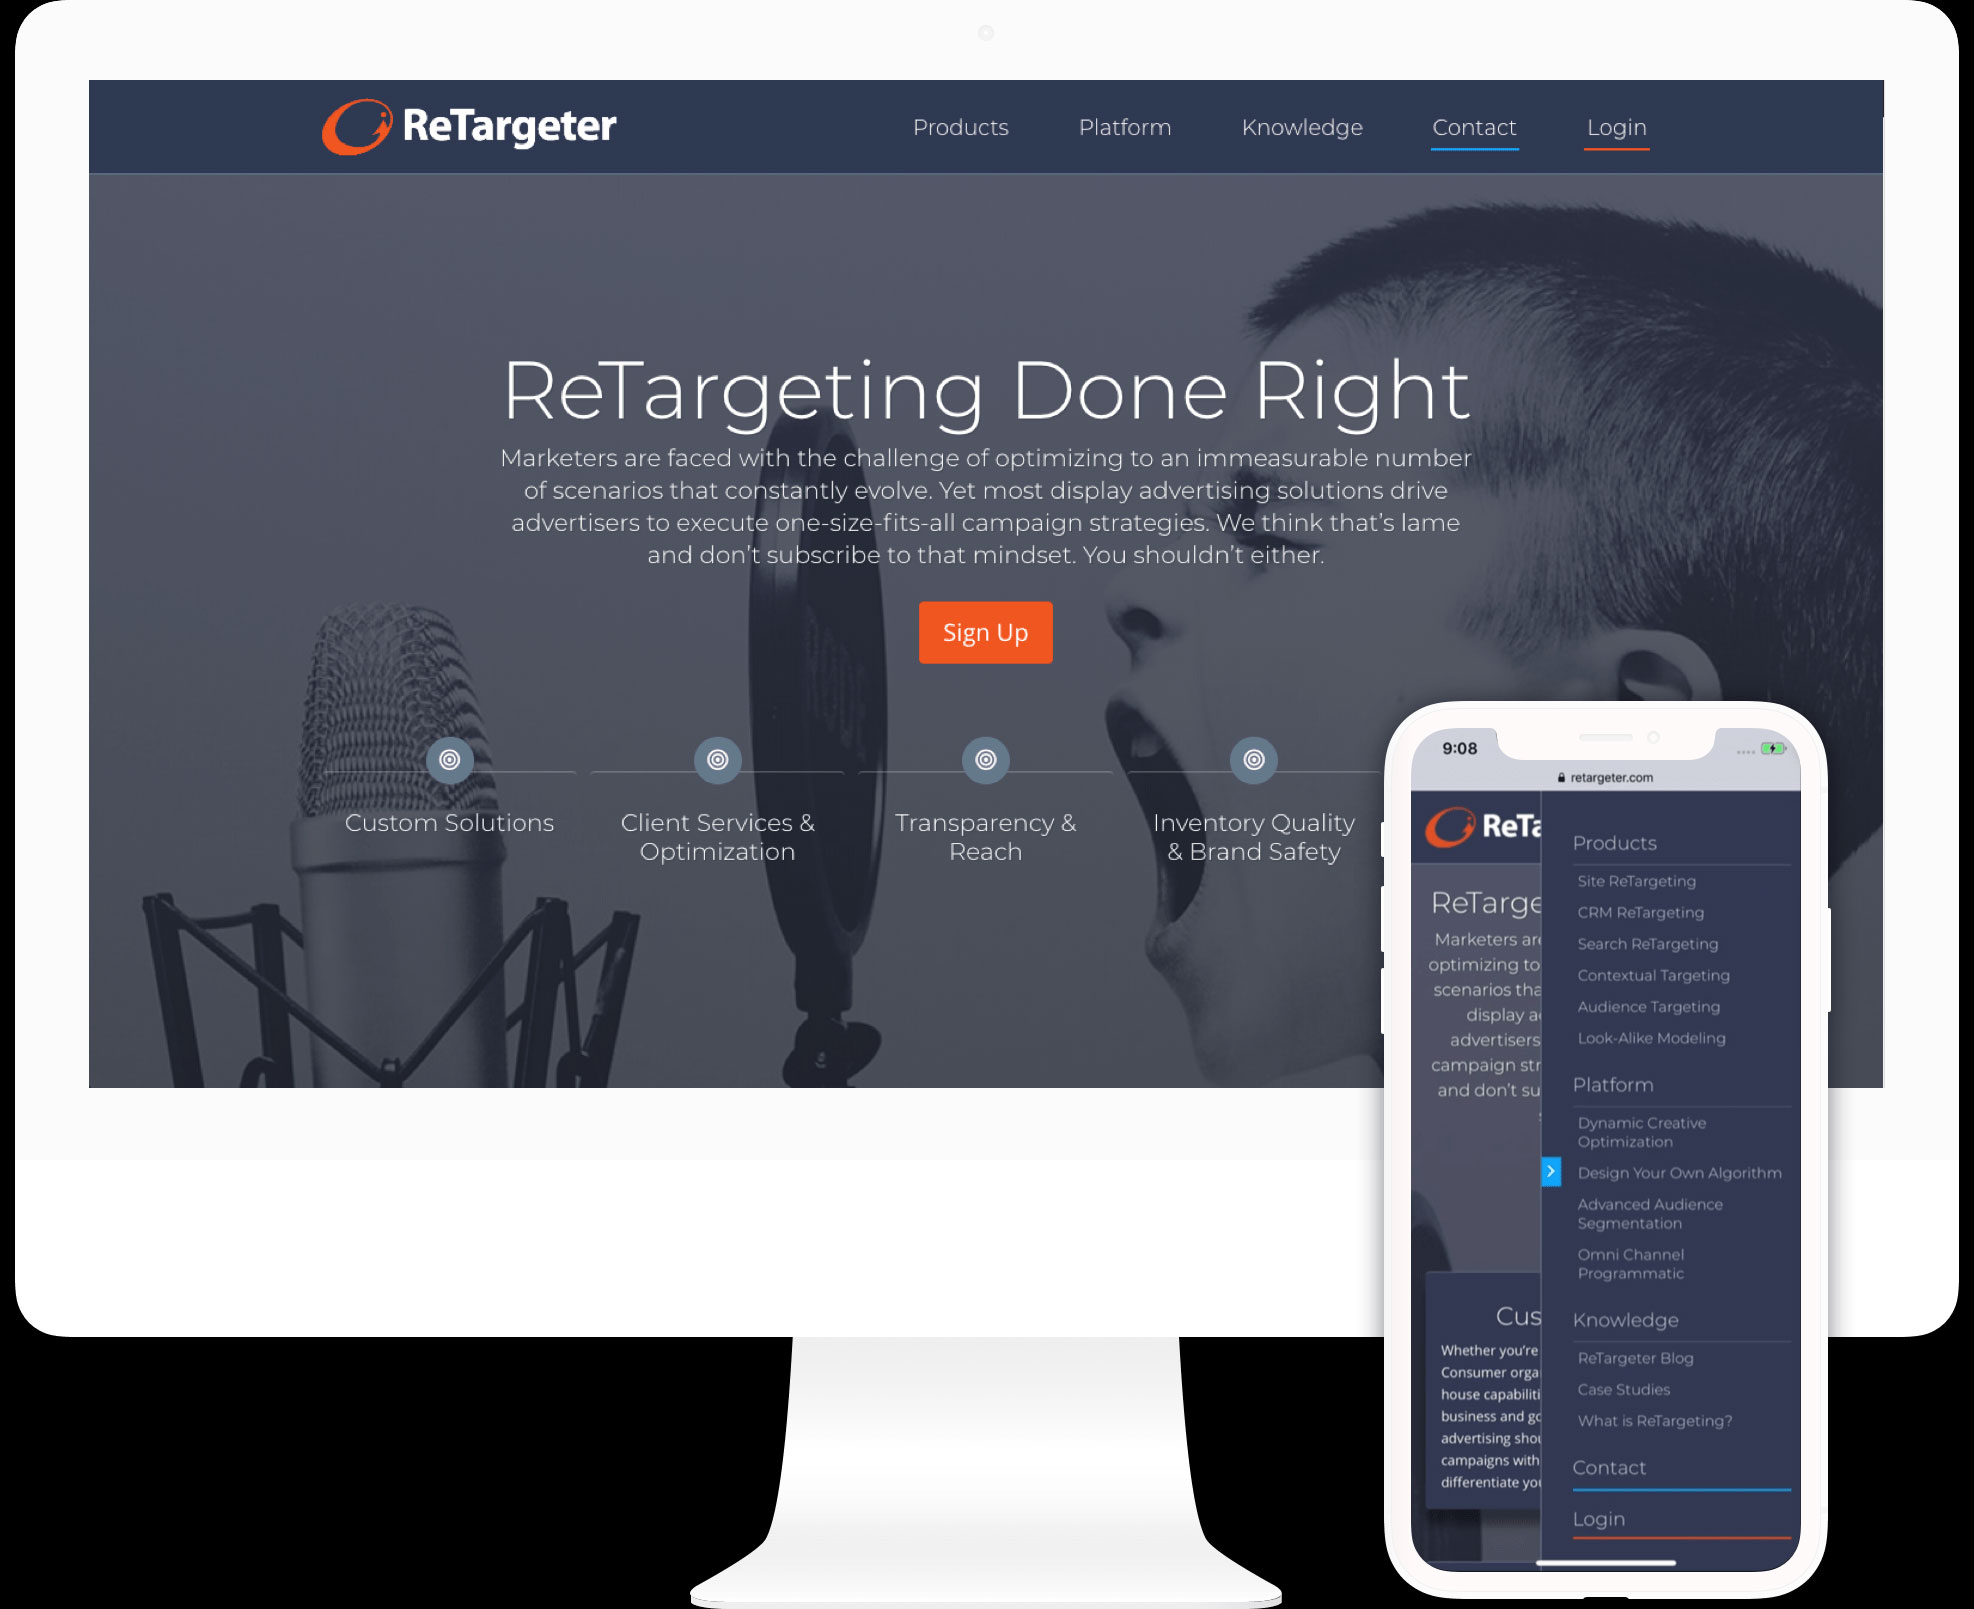 ReTargeter
Products
Platform
Knowledge
Contact
Login
ReTargeting Done Right
Marketers are faced with the challenge of optimizing to an immeasurable number
of scenarios that constantly evolve. Yet most display advertising solutions drive
advertisers to execute one-size-fits-all campaign strategies. We think that's lame
and don't subscribe to that mindset. You shouldn't either.
Sign Up
Custom Solutions
Client Services &
Optimization
Transparency &
Reach
Inventory Quality
& Brand Safety
9:08
retargeter.com
ReTa
ReTarge
Marketers are
optimizing to
scenarios tha
display a
advertisers
campaign str
and don't su
Cus
Whether you're
Consumer orga
house capabiliti
business and go
advertising shou
campaigns with
differentiate you
Products
Site ReTargeting
CRM ReTargeting
Search ReTargeting
Contextual Targeting
Audience Targeting
Look-Alike Modeling
Platform
Dynamic Creative
Optimization
Design Your Own Algorithm
Advanced Audience
Segmentation
Omni Channel
Programmatic
Knowledge
ReTargeter Blog
Case Studies
What is ReTargeting?
Contact
Login